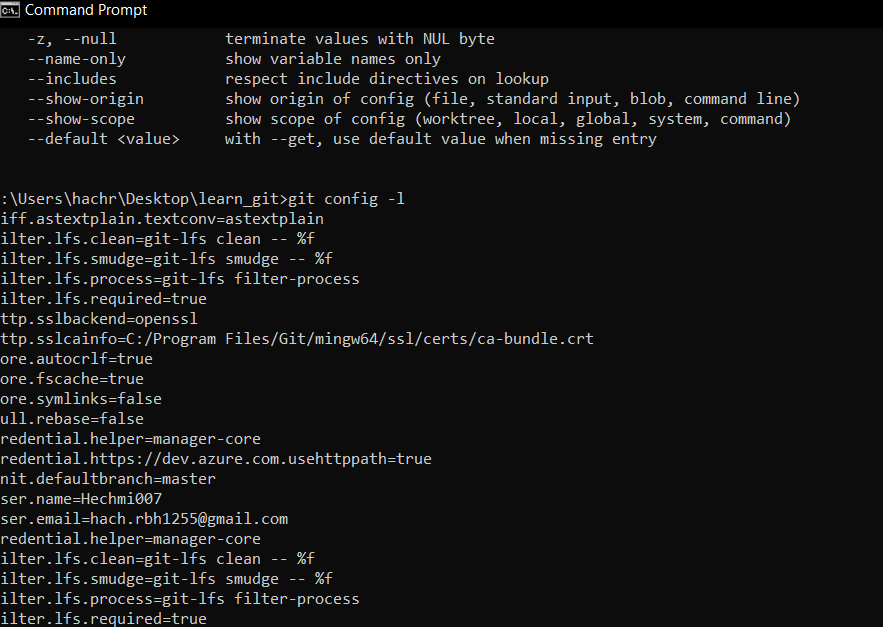 Command Prompt
-z, --null terminate values with NUL byte
--name-only show variable names only
--includes respect include directives on lookup
--show-origin show origin of config (file, standard input, blob, command line)
--show-scope show scope of config (worktree, local, global, system, command)
--default <value> with --get, use default value when missing entry
:\Users\hachr\Desktop\learn_git>git config -l
iff.astextplain.textconv=astextplain
ilter.lfs.clean=git-lfs clean -- %f
ilter.lfs.smudge=git-lfs smudge -- %f
ilter.lfs.process=git-lfs filter-process
ilter.lfs.required=true
ttp.sslbackend=openssl
ttp.sslcainfo=C:/Program Files/Git/mingw64/ssl/certs/ca-bundle.crt
ore.autocrlf=true
ore.fscache=true
ore.symlinks=false
ull.rebase=false
redential.helper=manager-core
redential.https://dev.azure.com.usehttppath=true
nit.defaultbranch=master
ser.name=Hechmi007
ser.email=hach.rbh1255@gmail.com
redential.helper=manager-core
ilter.lfs.clean=git-lfs clean -- %f
ilter.lfs.smudge=git-lfs smudge -- %f
ilter.lfs.process=git-lfs filter-process
ilter.lfs.required=true